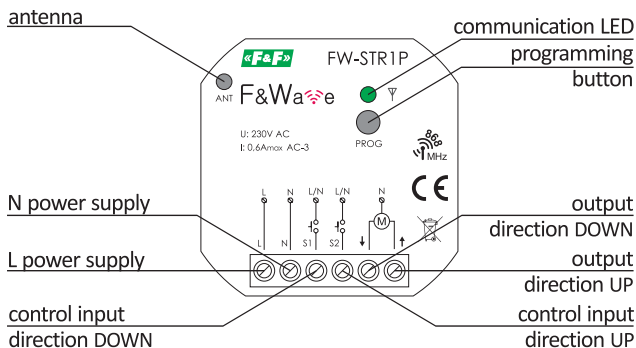 antenna
communication LED
programming
button
«F&F»
FW-STR1P
ANT
F&Wave
PROG
U: 230V AC
I: 0,6Amax AC-3
868
MHz
CE
L N L/N L/N N
M
L N S1 S2 ↓ ↑
N power supply
L power supply
control input
direction DOWN
output
direction DOWN
output
direction UP
control input
direction UP